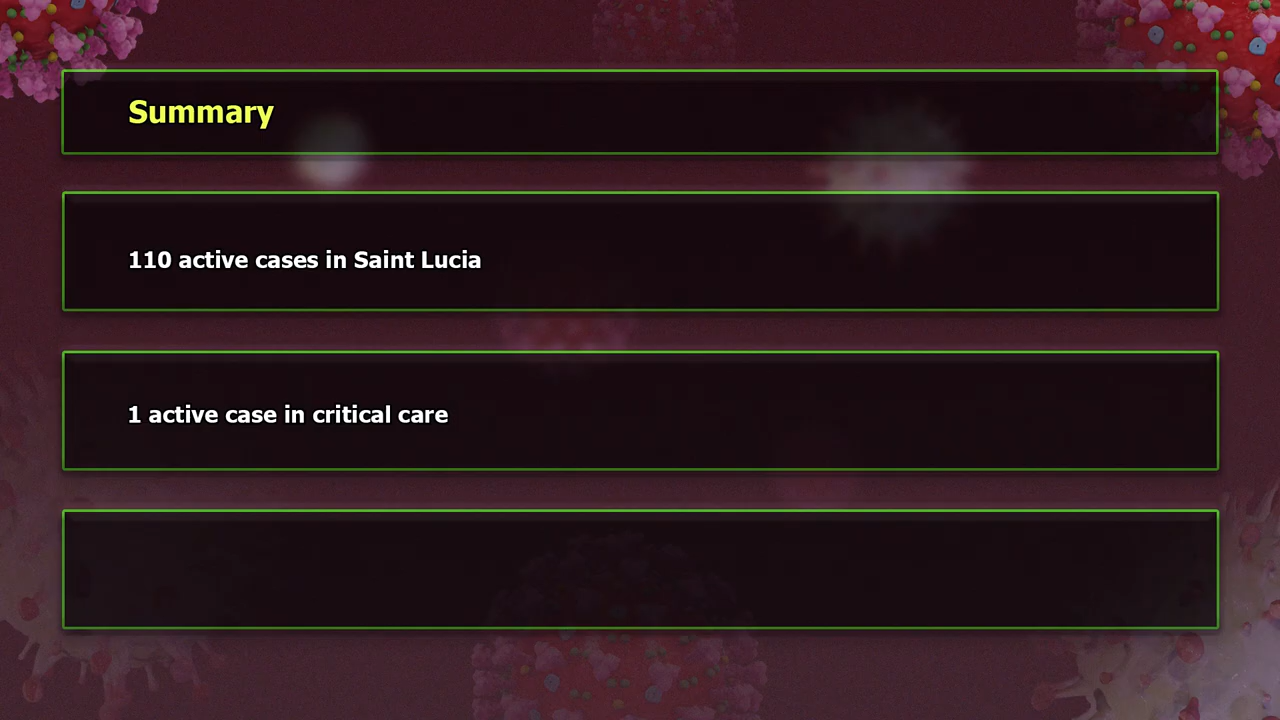 Summary
110 active cases in Saint Lucia
1 active case in critical care